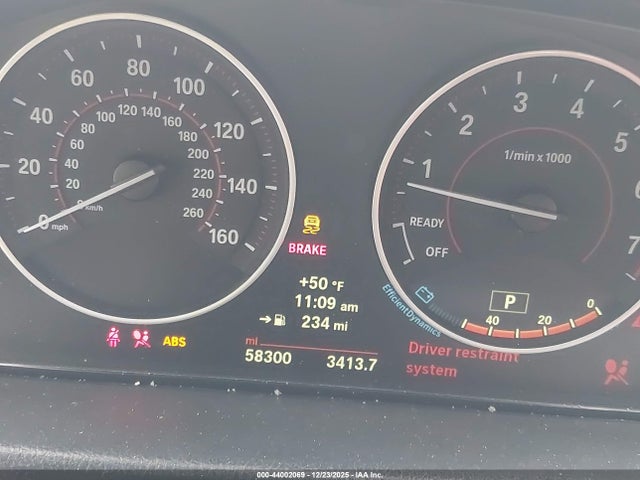 0 20 40 60 80 100 120 140 160
mph
20 40 60 80 100 120 140 160 180 200 220 240 260
km/h
1 2 3 4 5 6 7
1/min x 1000
READY
OFF
BRAKE
+50 °F
11:09 am
234 mi
P
40 20 0
EfficientDynamics
ABS
mi
58300 3413.7
Driver restraint
system
000-44002069 - 12/23/2025 - IAA Inc.